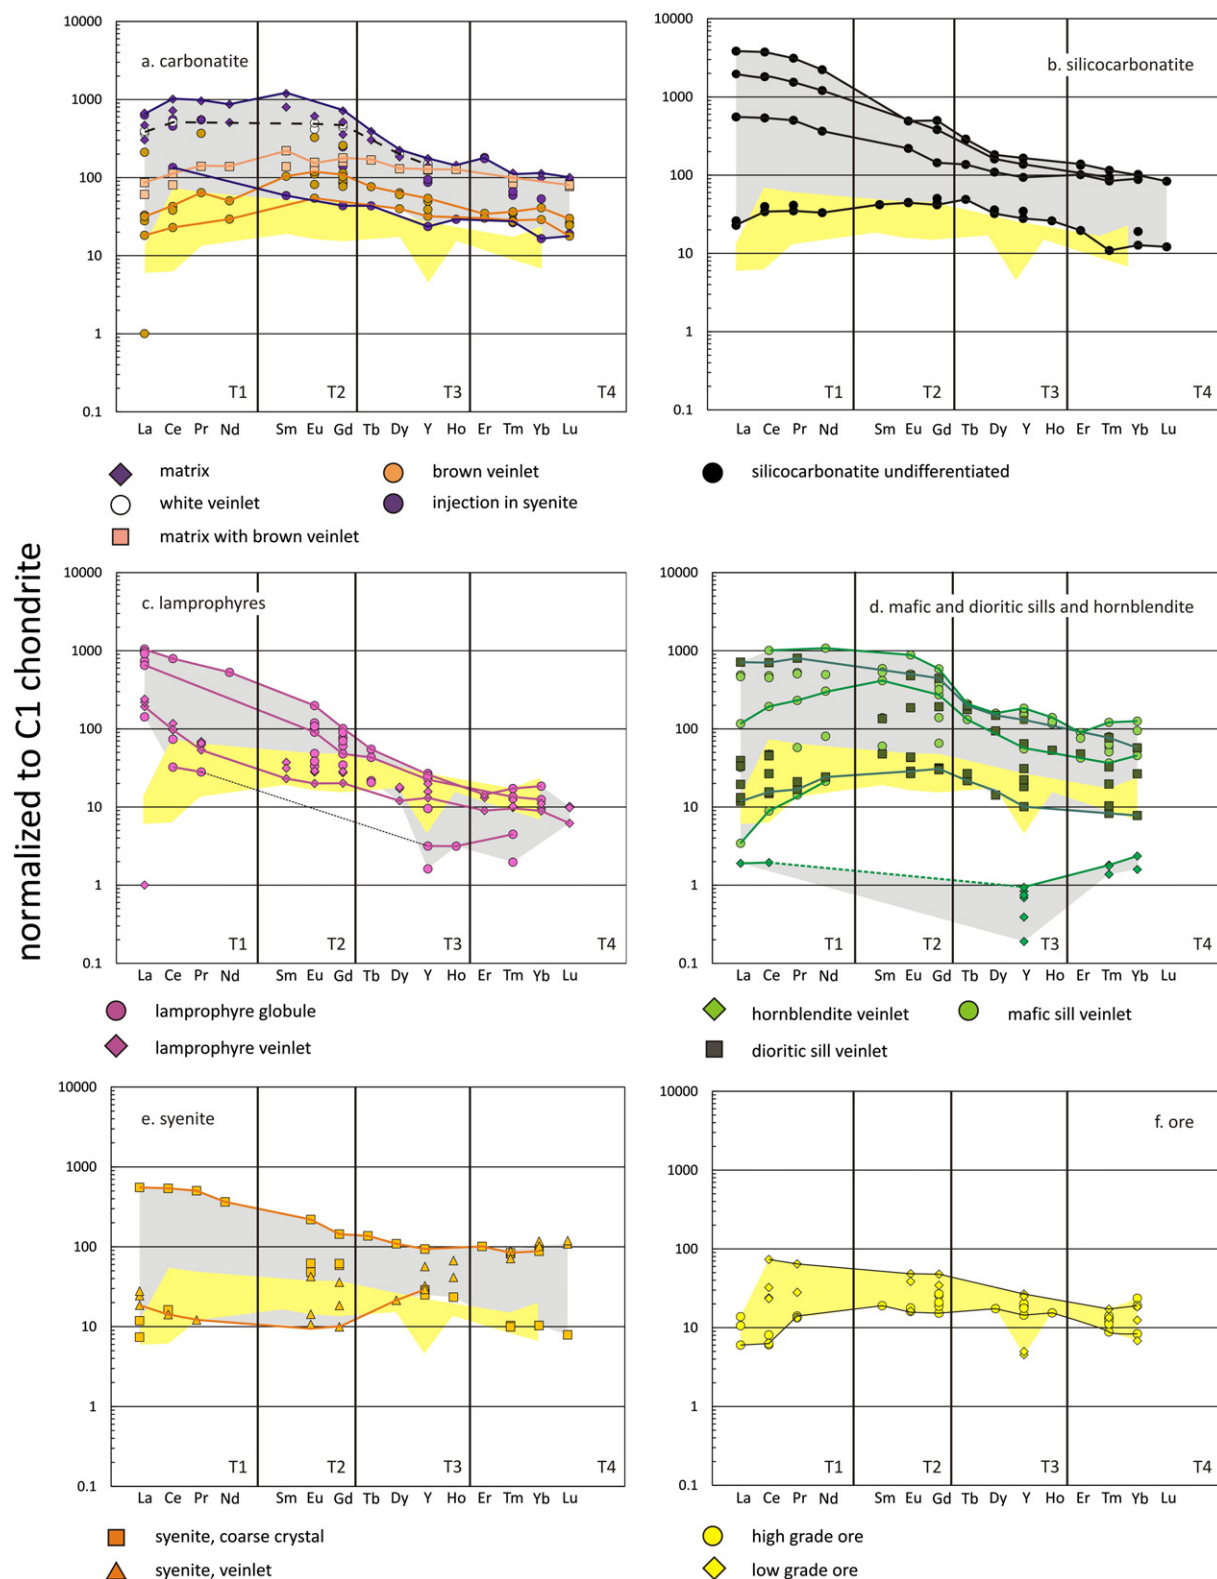 normalized to C1 chondrite
a. carbonatite
10000
1000
100
10
1
0.1
T1 T2 T3 T4
La Ce Pr Nd Sm Eu Gd Tb Dy Y Ho Er Tm Yb Lu
matrix
white veinlet
matrix with brown veinlet
brown veinlet
injection in syenite
b. silicocarbonatite
10000
1000
100
10
1
0.1
T1 T2 T3 T4
La Ce Pr Nd Sm Eu Gd Tb Dy Y Ho Er Tm Yb Lu
silicocarbonatite undifferentiated
c. lamprophyres
10000
1000
100
10
1
0.1
T1 T2 T3 T4
La Ce Pr Nd Sm Eu Gd Tb Dy Y Ho Er Tm Yb Lu
lamprophyre globule
lamprophyre veinlet
d. mafic and dioritic sills and hornblendite
10000
1000
100
10
1
0.1
T1 T2 T3 T4
La Ce Pr Nd Sm Eu Gd Tb Dy Y Ho Er Tm Yb Lu
hornblendite veinlet
dioritic sill veinlet
mafic sill veinlet
e. syenite
10000
1000
100
10
1
0.1
T1 T2 T3 T4
La Ce Pr Nd Sm Eu Gd Tb Dy Y Ho Er Tm Yb Lu
syenite, coarse crystal
syenite, veinlet
f. ore
10000
1000
100
10
1
0.1
T1 T2 T3 T4
La Ce Pr Nd Sm Eu Gd Tb Dy Y Ho Er Tm Yb Lu
high grade ore
low grade ore